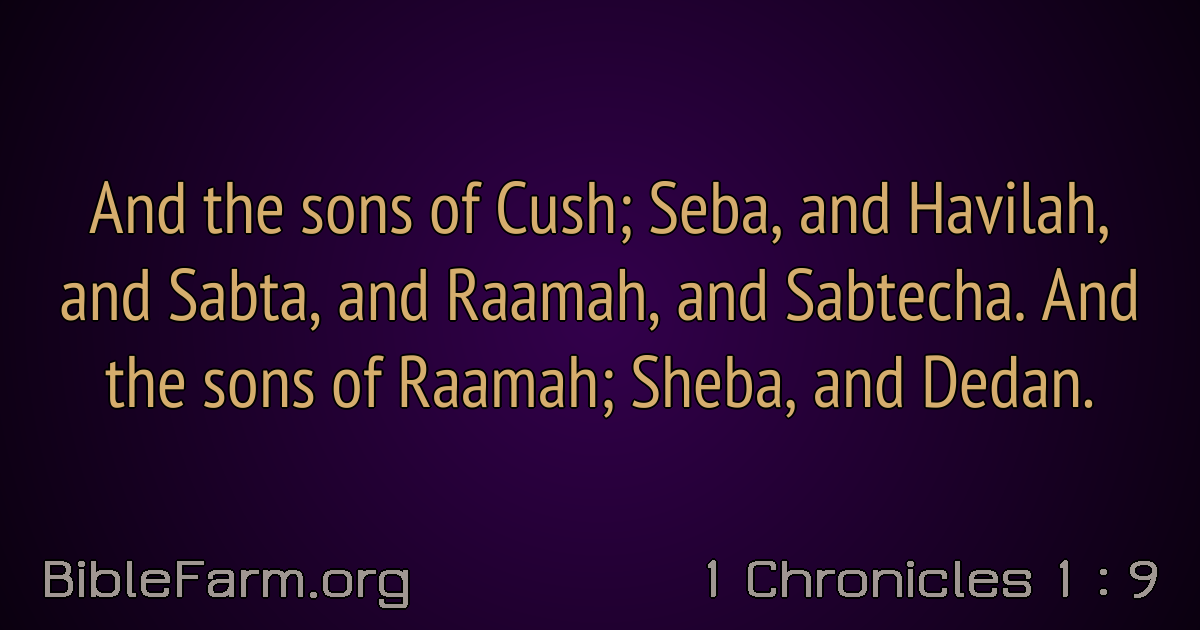 And the sons of Cush; Seba, and Havilah,
and Sabta, and Raamah, and Sabtecha. And
the sons of Raamah; Sheba, and Dedan.
BibleFarm.org
1 Chronicles 1 : 9